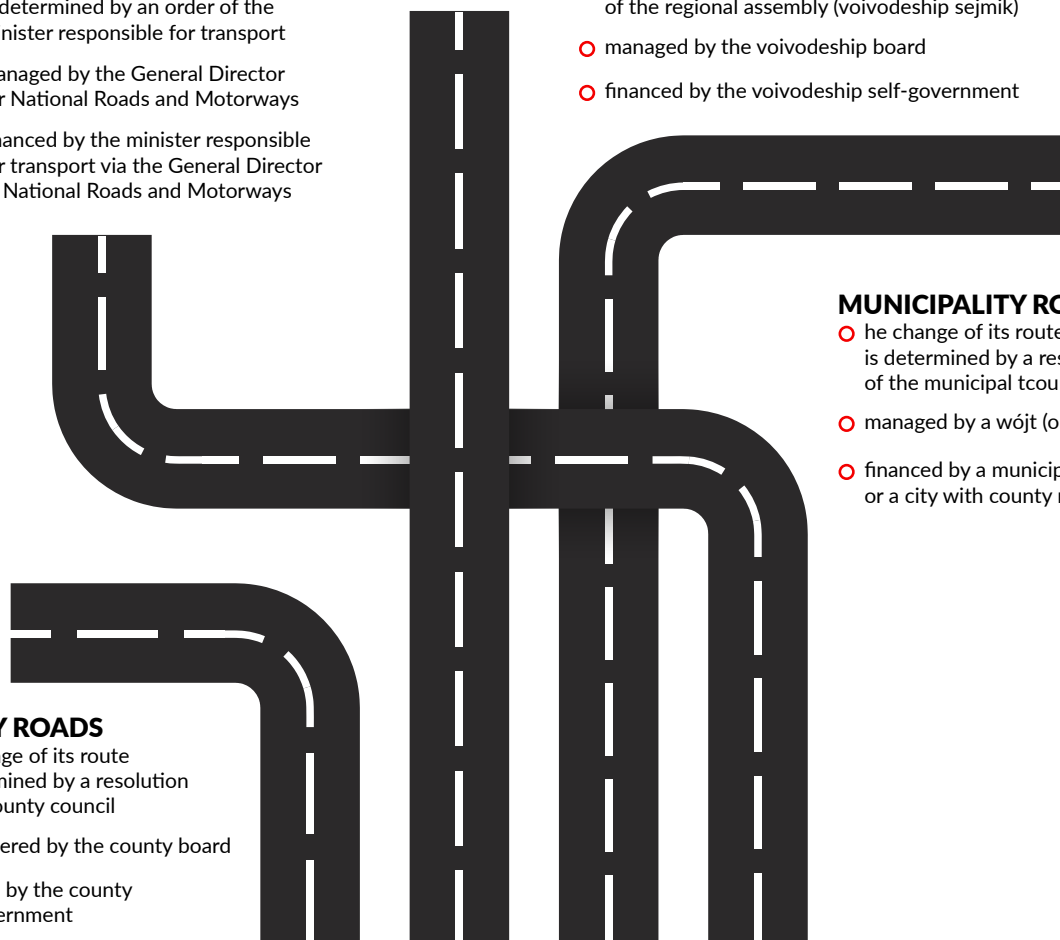 determined by an order of the
nister responsible for transport
anaged by the General Director
r National Roads and Motorways
nanced by the minister responsible
r transport via the General Director
National Roads and Motorways
of the regional assembly (voivodeship sejmik)
managed by the voivodeship board
financed by the voivodeship self-government
MUNICIPALITY RO
he change of its route
is determined by a res
of the municipal tcou
managed by a wójt (o
financed by a municip
or a city with county r
Y ROADS
ge of its route
mined by a resolution
ounty council
ered by the county board
by the county
ernment